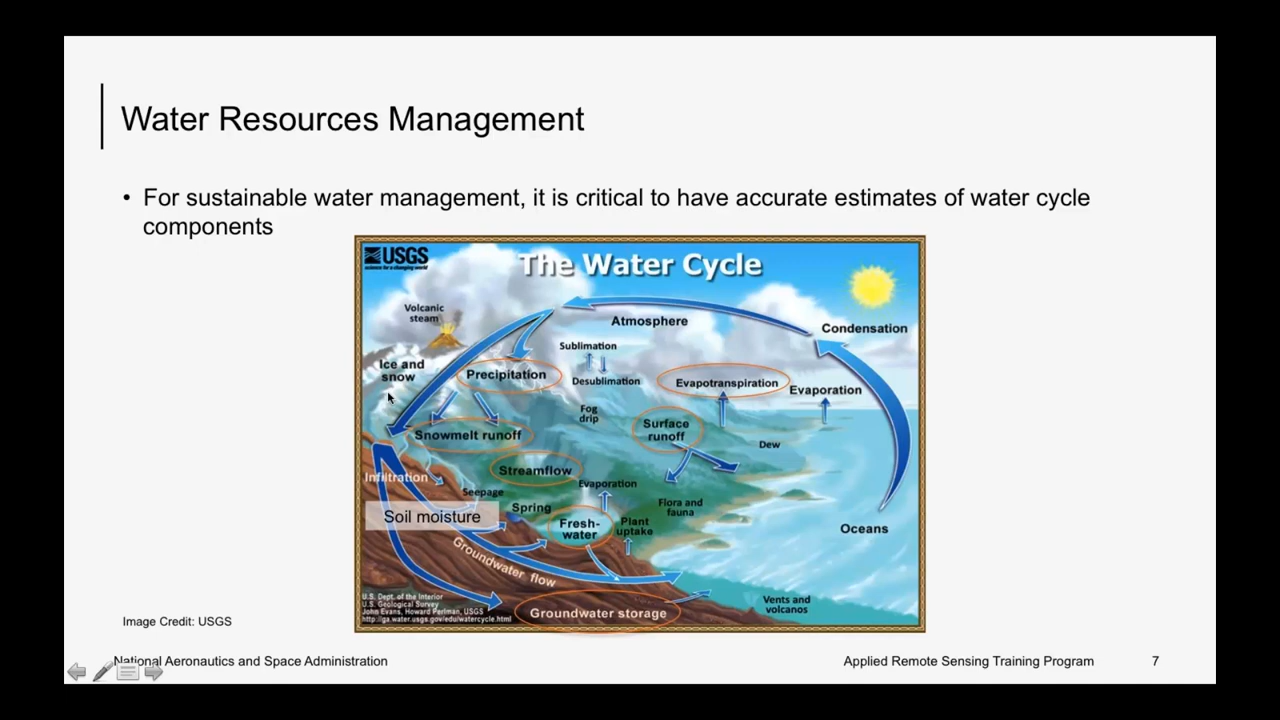 Water Resources Management
• For sustainable water management, it is critical to have accurate estimates of water cycle
components
USGS
science for a changing world
The Water Cycle
Volcanic
steam
Atmosphere
Condensation
Sublimation
Ice and
snow
Precipitation
Desublimation
Evapotranspiration
Evaporation
Fog
drip
Surface
runoff
Snowmelt runoff
Dew
Streamflow
Infiltration
Evaporation
Seepage
Flora and
fauna
Spring
Soil moisture
Fresh-
water
Plant
uptake
Oceans
Groundwater flow
Vents and
volcanos
Groundwater storage
U.S. Dept. of the Interior
U.S. Geological Survey
John Evans, Howard Perlman, USGS
http://ga.water.usgs.gov/edu/watercycle.html
Image Credit: USGS
National Aeronautics and Space Administration
Applied Remote Sensing Training Program
7